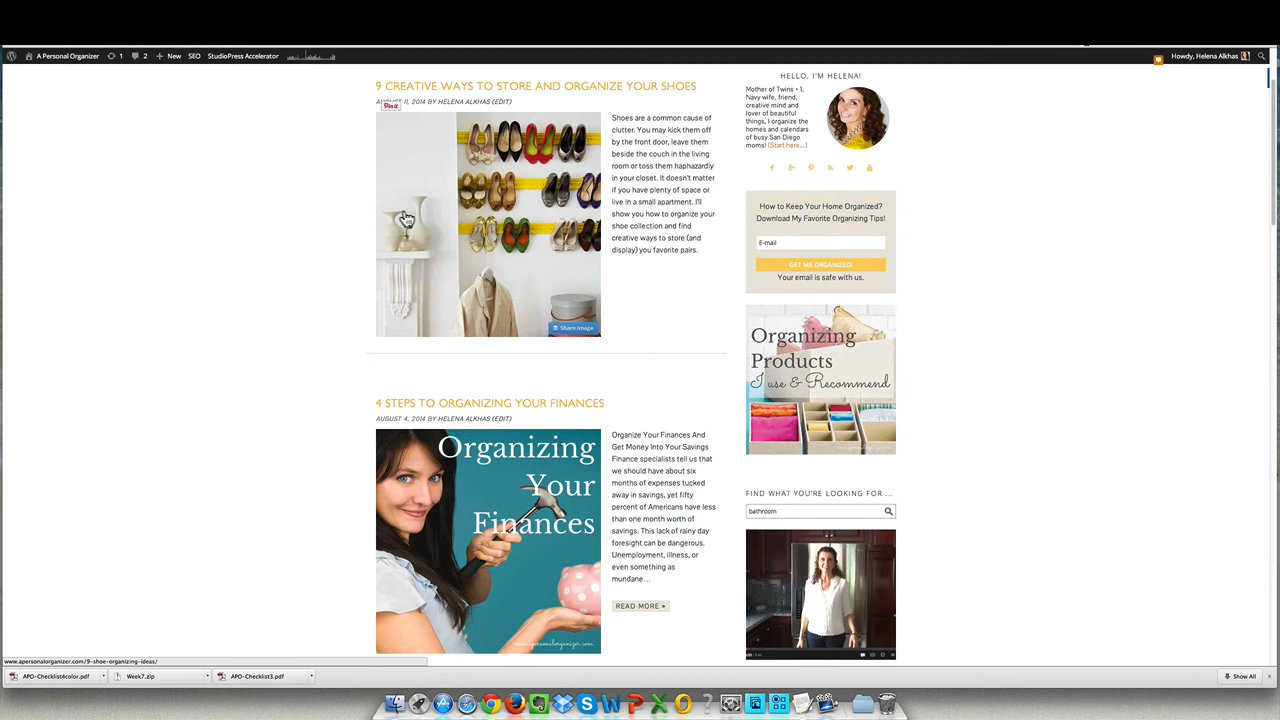 A Personal Organizer 1 2 New SEO StudioPress Accelerator Howdy, Helena Alkhas
9 CREATIVE WAYS TO STORE AND ORGANIZE YOUR SHOES
AUGUST 11, 2014 BY HELENA ALKHAS (EDIT)
Pin it
Shoes are a common cause of
clutter. You may kick them off
by the front door, leave them
beside the couch in the living
room or toss them haphazardly
in your closet. It doesn't matter
if you have plenty of space or
live in a small apartment. I'll
show you how to organize your
shoe collection and find
creative ways to store (and
display) you favorite pairs.
Share Image
4 STEPS TO ORGANIZING YOUR FINANCES
AUGUST 4, 2014 BY HELENA ALKHAS (EDIT)
Organizing
Your
Finances
Organize Your Finances And
Get Money Into Your Savings
Finance specialists tell us that
we should have about six
months of expenses tucked
away in savings, yet fifty
percent of Americans have less
than one month worth of
savings. This lack of rainy day
foresight can be dangerous.
Unemployment, illness, or
even something as
mundane...
READ MORE »
HELLO, I'M HELENA!
Mother of Twins + 1,
Navy wife, friend,
creative mind and
lover of beautiful
things, I organize the
homes and calendars
of busy San Diego
moms! [Start here...]
How to Keep Your Home Organized?
Download My Favorite Organizing Tips!
E-mail
GET ME ORGANIZED!
Your email is safe with us.
Organizing
Products
I use & Recommend
FIND WHAT YOU'RE LOOKING FOR ...
bathroom
www.apersonalorganizer.com/9-shoe-organizing-ideas/
APO-Checklist4color.pdf Week7.zip APO-Checklist3.pdf Show All